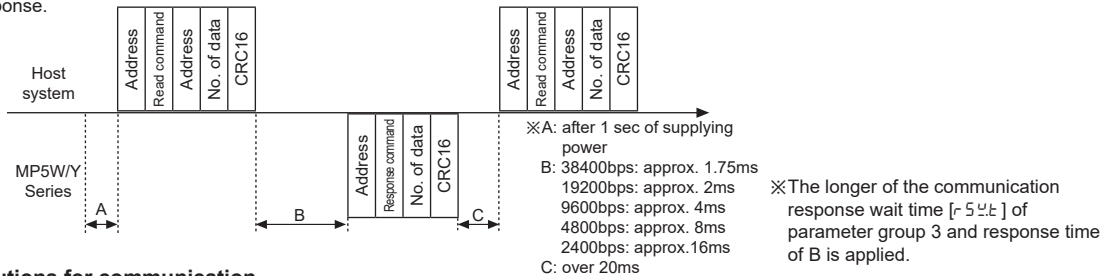 ponse.
Host
system
Address
Read command
Address
No. of data
CRC16
Address
Read command
Address
No. of data
CRC16
MP5W/Y
Series
A
B
C
Address
Response command
No. of data
CRC16
※A: after 1 sec of supplying
power
B: 38400bps: approx. 1.75ms
19200bps: approx. 2ms
9600bps: approx. 4ms
4800bps: approx. 8ms
2400bps: approx.16ms
C: over 20ms
※The longer of the communication
response wait time [rSY.t] of
parameter group 3 and response time
of B is applied.
utions for communication